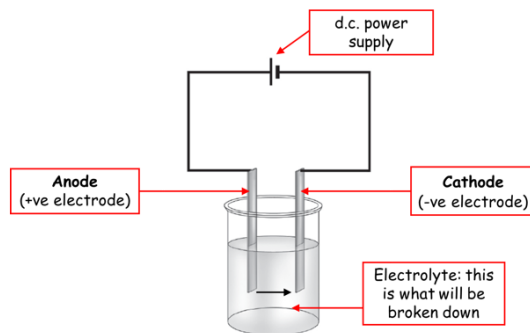 d.c. power
supply
Anode
(+ve electrode)
Cathode
(-ve electrode)
Electrolyte: this
is what will be
broken down